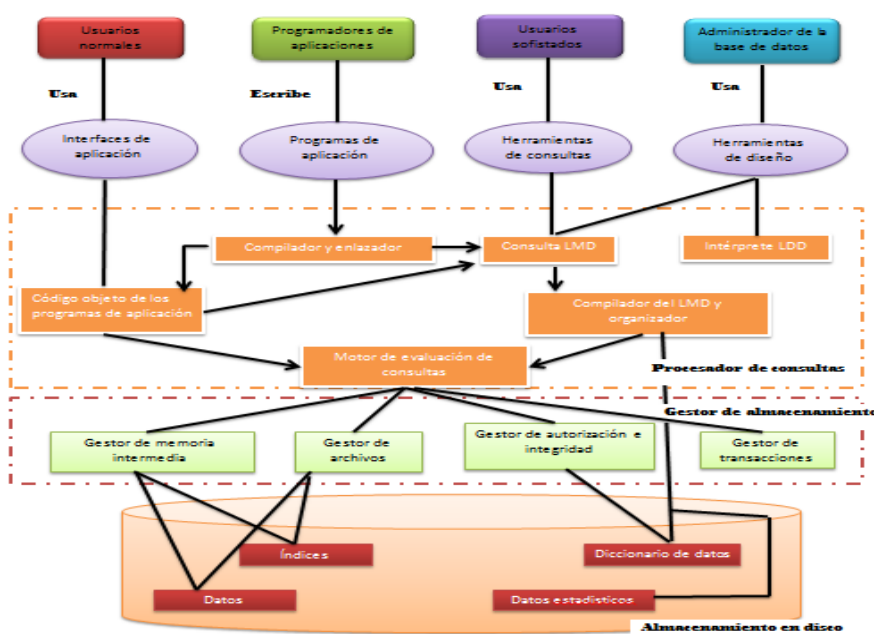 Usuarios
normales
Programadores de
aplicaciones
Usuarios
sofistados
Administrador de la
base de datos
Usa
Escribe
Usa
Usa
Interfaces de
aplicación
Programas de
aplicación
Herramientas
de consultas
Herramientas
de diseño
Compilador y enlazador
Consulta LMD
Intérprete LDD
Código objeto de los
programas de aplicación
Compilador del LMD y
organizador
Motor de evaluación de
consultas
Procesador de consultas
Gestor de almacenamiento
Gestor de memoria
intermedia
Gestor de
archivos
Gestor de autorización e
integridad
Gestor de
transacciones
Índices
Diccionario de datos
Datos
Datos estadísticos
Almacenamiento en disco